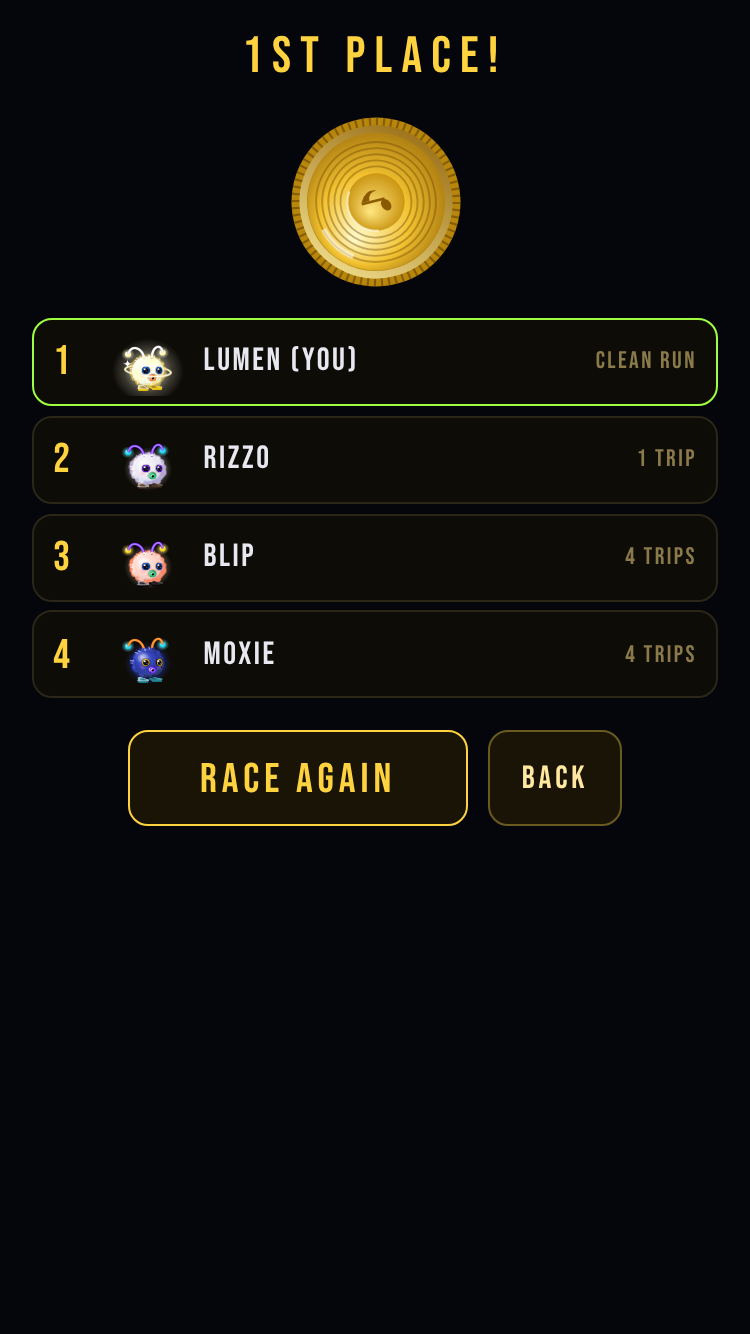 1ST PLACE!
1 LUMEN (YOU) CLEAN RUN
2 RIZZO 1 TRIP
3 BLIP 4 TRIPS
4 MOXIE 4 TRIPS
RACE AGAIN BACK